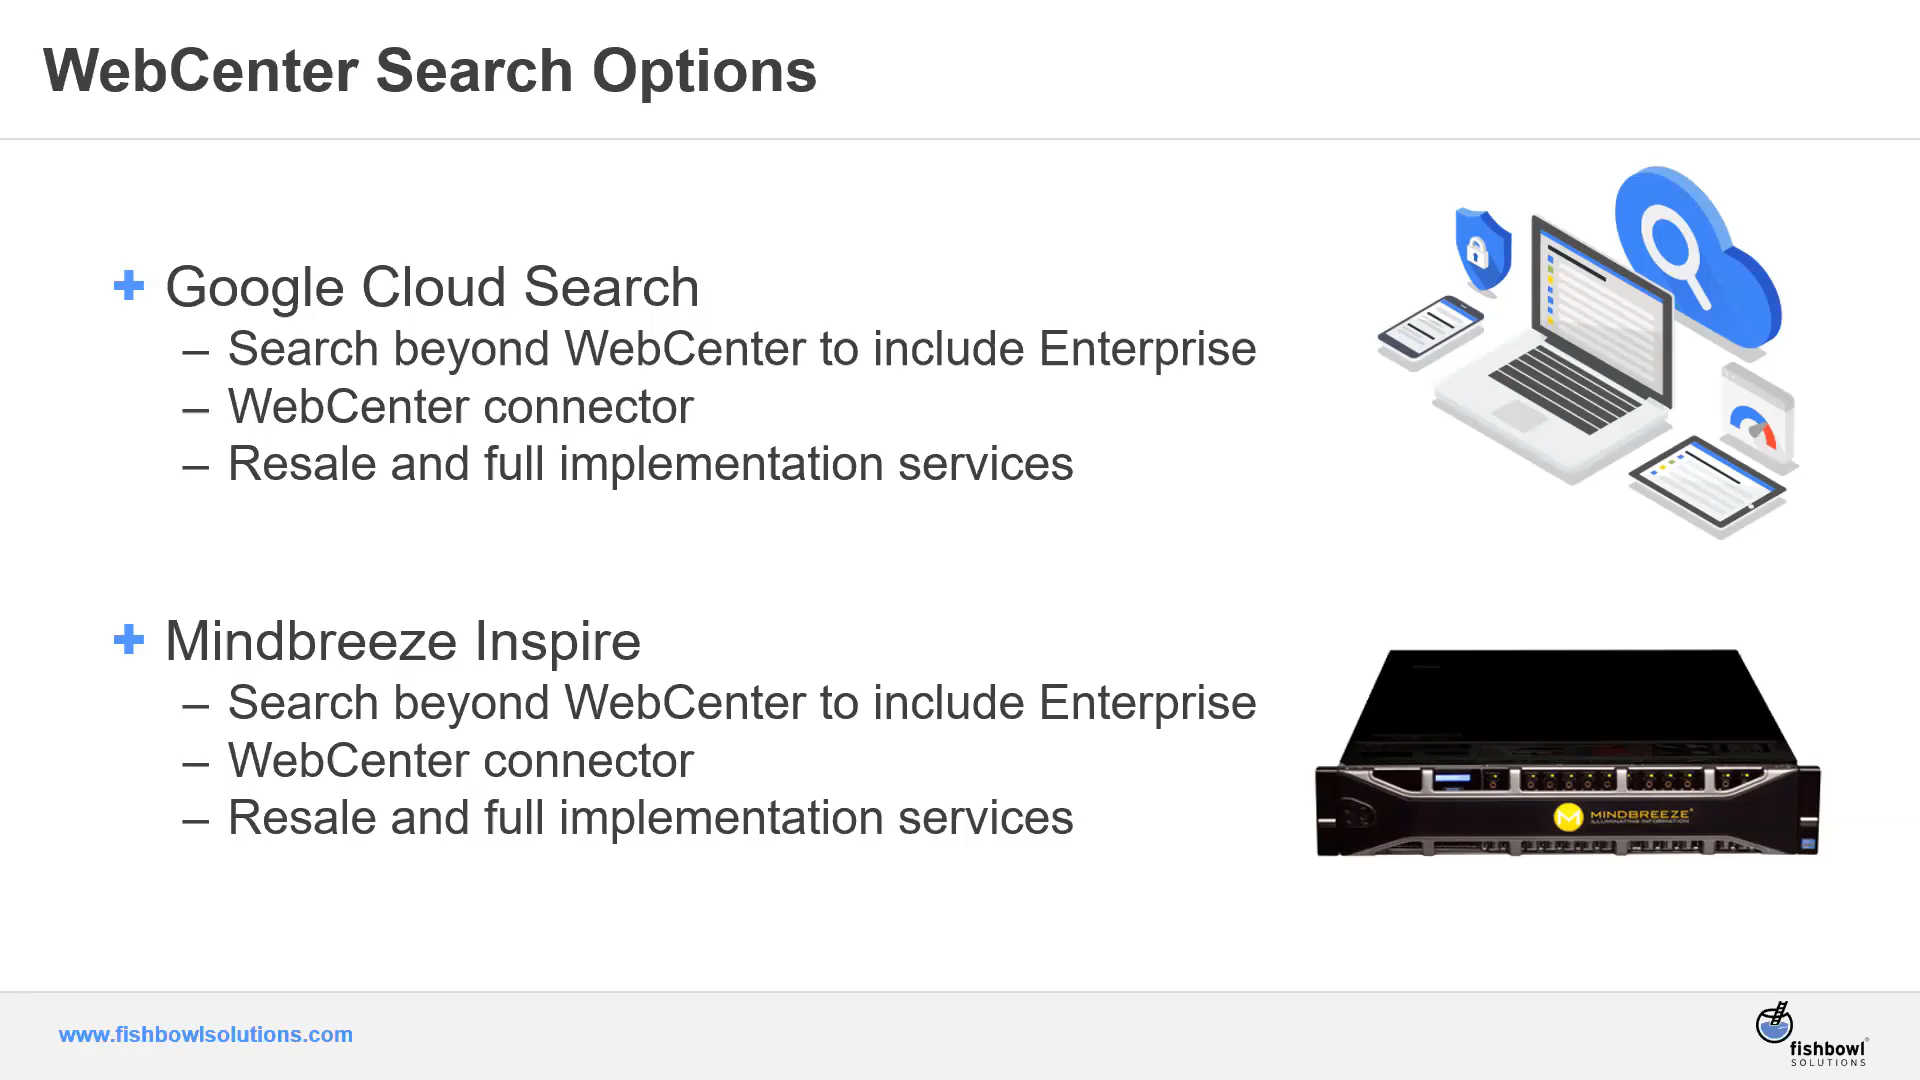 WebCenter Search Options
+ Google Cloud Search
– Search beyond WebCenter to include Enterprise
– WebCenter connector
– Resale and full implementation services
+ Mindbreeze Inspire
– Search beyond WebCenter to include Enterprise
– WebCenter connector
– Resale and full implementation services
M MINDBREEZE®
ILLUMINATING INFORMATION
www.fishbowlsolutions.com
fishbowl®
SOLUTIONS